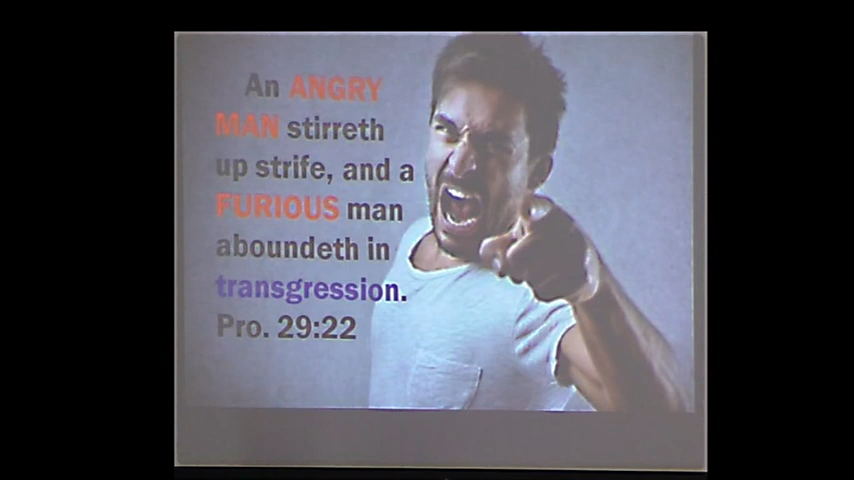 An ANGRY
MAN stirreth
up strife, and a
FURIOUS man
aboundeth in
transgression.
Pro. 29:22